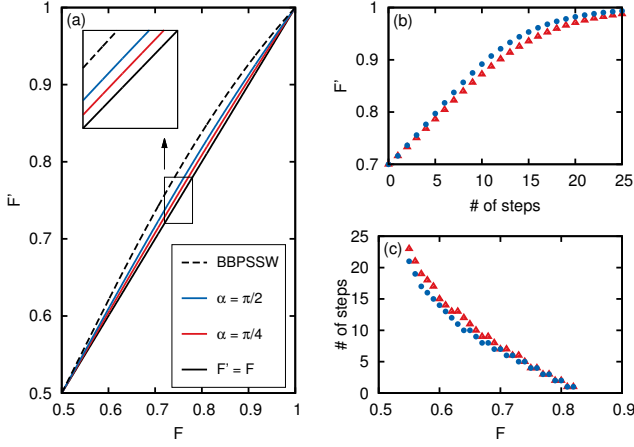 (a)
1
0.9
0.8
0.7
0.6
0.5
F'
0.5 0.6 0.7 0.8 0.9 1
F
BBPSSW
α = π/2
α = π/4
F' = F
(b)
1
0.9
0.8
0.7
F'
0 5 10 15 20 25
# of steps
(c)
25
20
15
10
5
0
# of steps
0.5 0.6 0.7 0.8 0.9
F